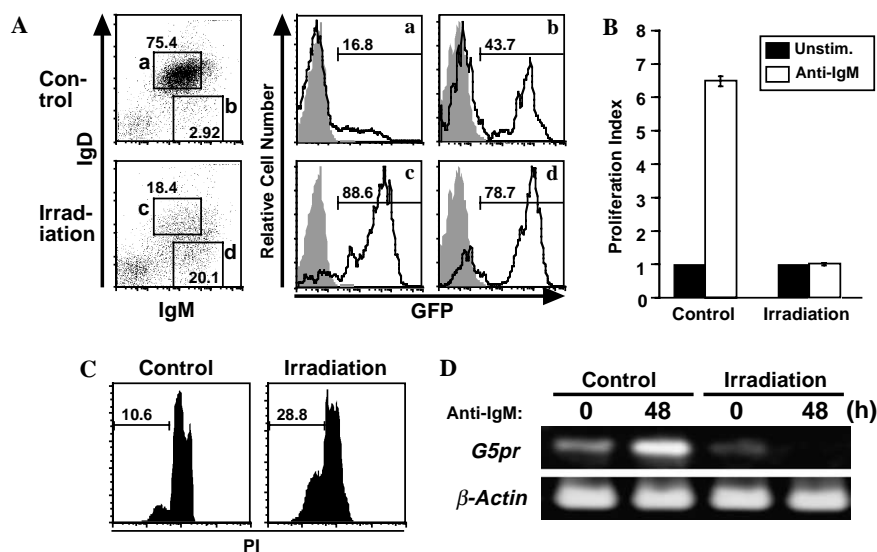 A
Con-
trol
Irrad-
iation
IgD
IgM
75.4
a
b
2.92
18.4
c
d
20.1
Relative Cell Number
GFP
a
16.8
b
43.7
c
88.6
d
78.7
B
Proliferation Index
8
7
6
5
4
3
2
1
0
Unstim.
Anti-IgM
Control
Irradiation
C
Control
Irradiation
10.6
28.8
PI
D
Control
Irradiation
Anti-IgM: 0 48 0 48 (h)
G5pr
β-Actin